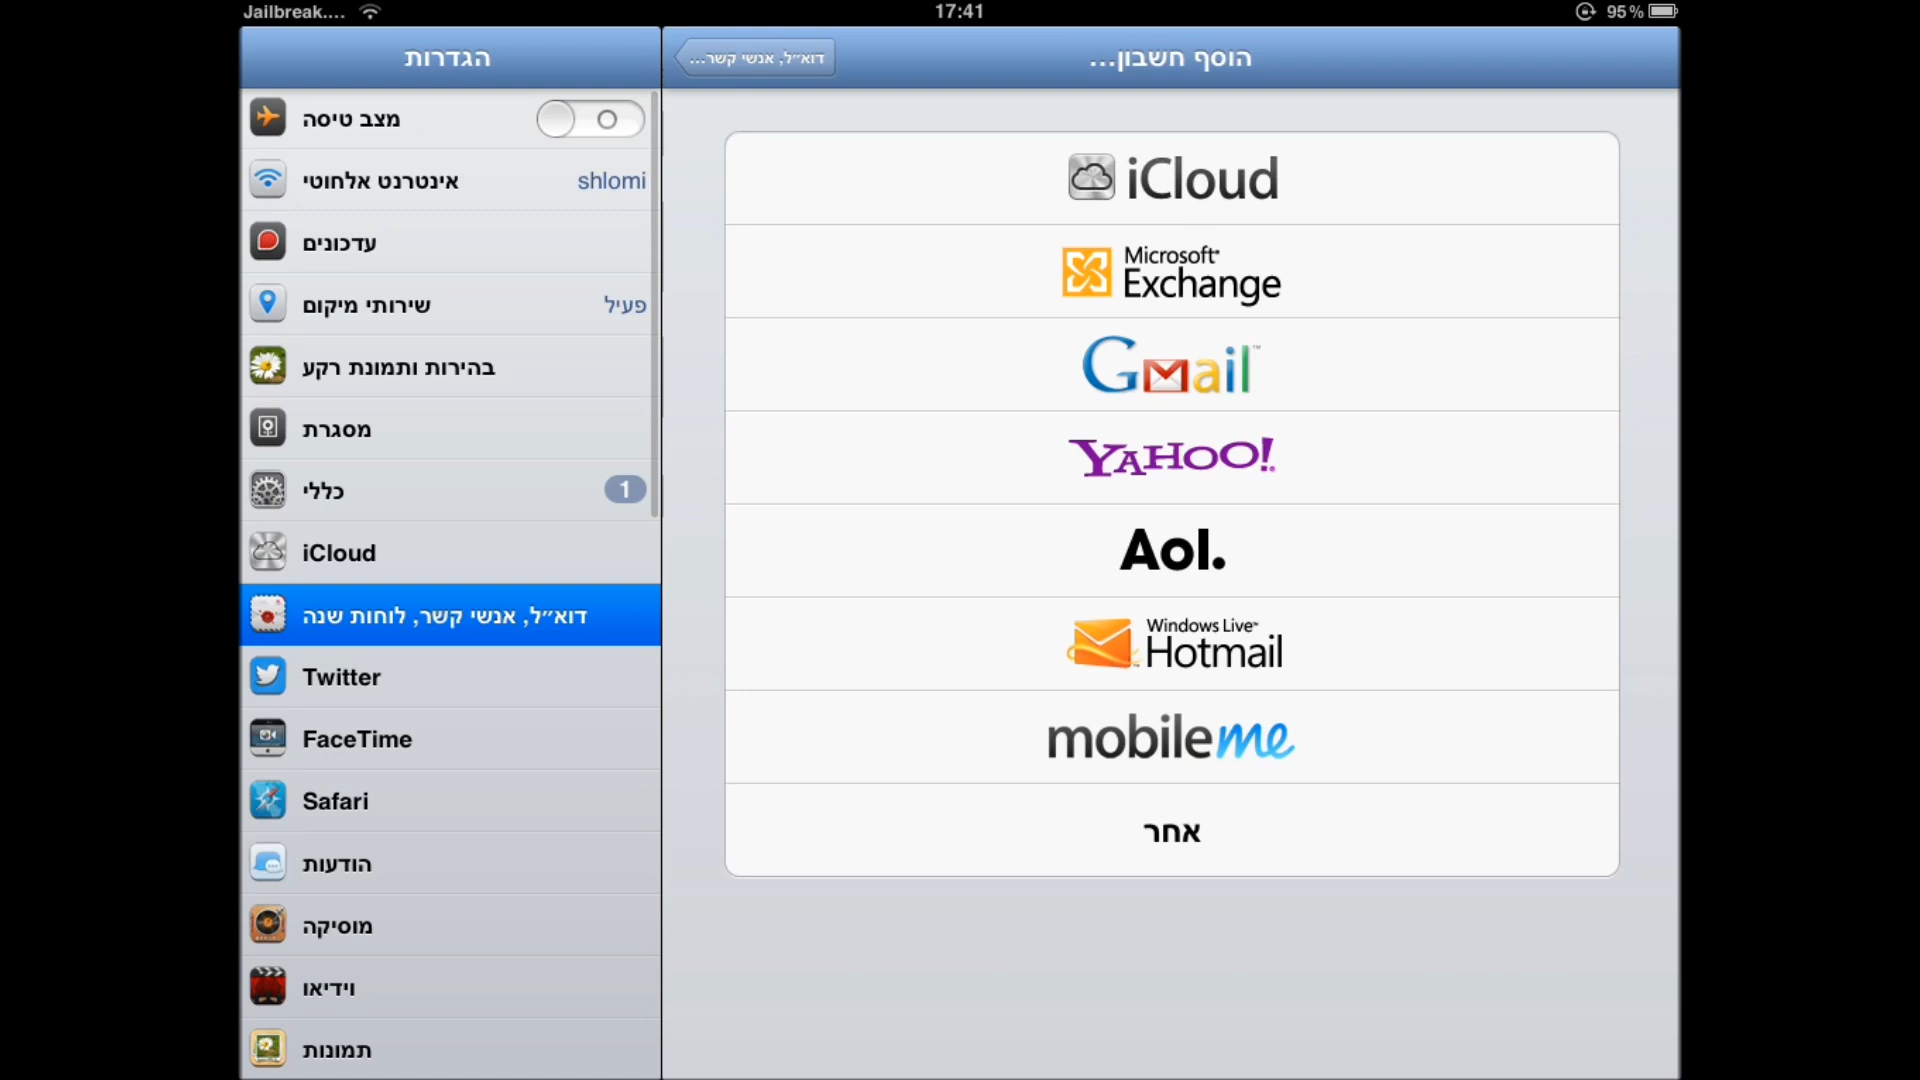 Jailbreak....
17:41
95%
הגדרות
דוא״ל, אנשי קשר...
הוסף חשבון...
מצב טיסה
אינטרנט אלחוטי
shlomi
עדכונים
שירותי מיקום
פעיל
בהירות ותמונת רקע
מסגרת
כללי
1
iCloud
דוא״ל, אנשי קשר, לוחות שנה
Twitter
FaceTime
Safari
הודעות
מוסיקה
וידיאו
תמונות
iCloud
Microsoft®
Exchange
Gmail™
YAHOO!®
Aol.
Windows Live™
Hotmail
mobileme
אחר